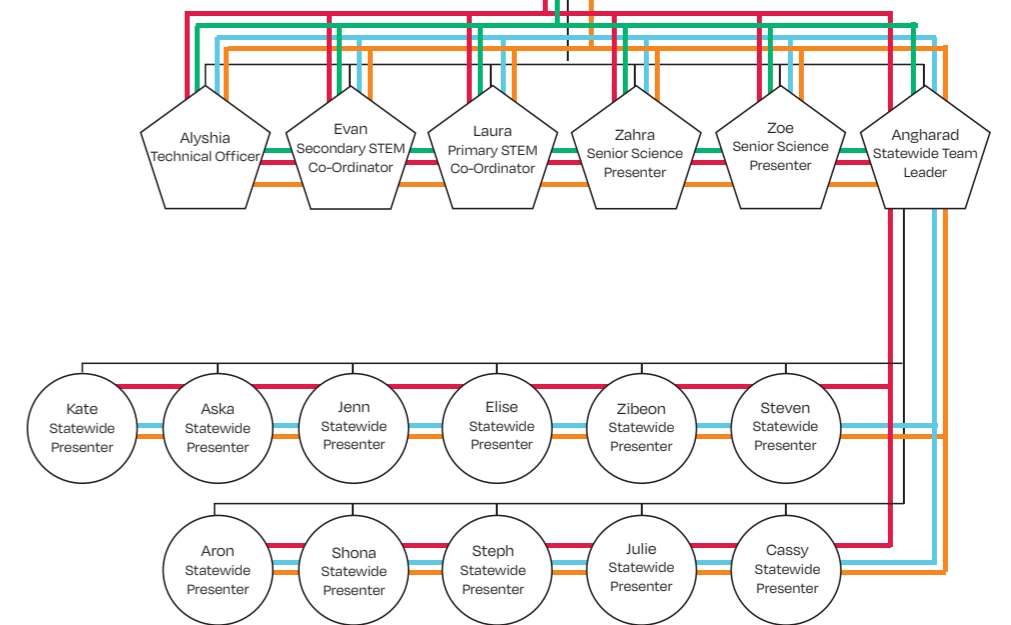 Alyshia
Technical Officer
Evan
Secondary STEM
Co-Ordinator
Laura
Primary STEM
Co-Ordinator
Zahra
Senior Science
Presenter
Zoe
Senior Science
Presenter
Angharad
Statewide Team
Leader
Kate
Statewide
Presenter
Aska
Statewide
Presenter
Jenn
Statewide
Presenter
Elise
Statewide
Presenter
Zibeon
Statewide
Presenter
Steven
Statewide
Presenter
Aron
Statewide
Presenter
Shona
Statewide
Presenter
Steph
Statewide
Presenter
Julie
Statewide
Presenter
Cassy
Statewide
Presenter